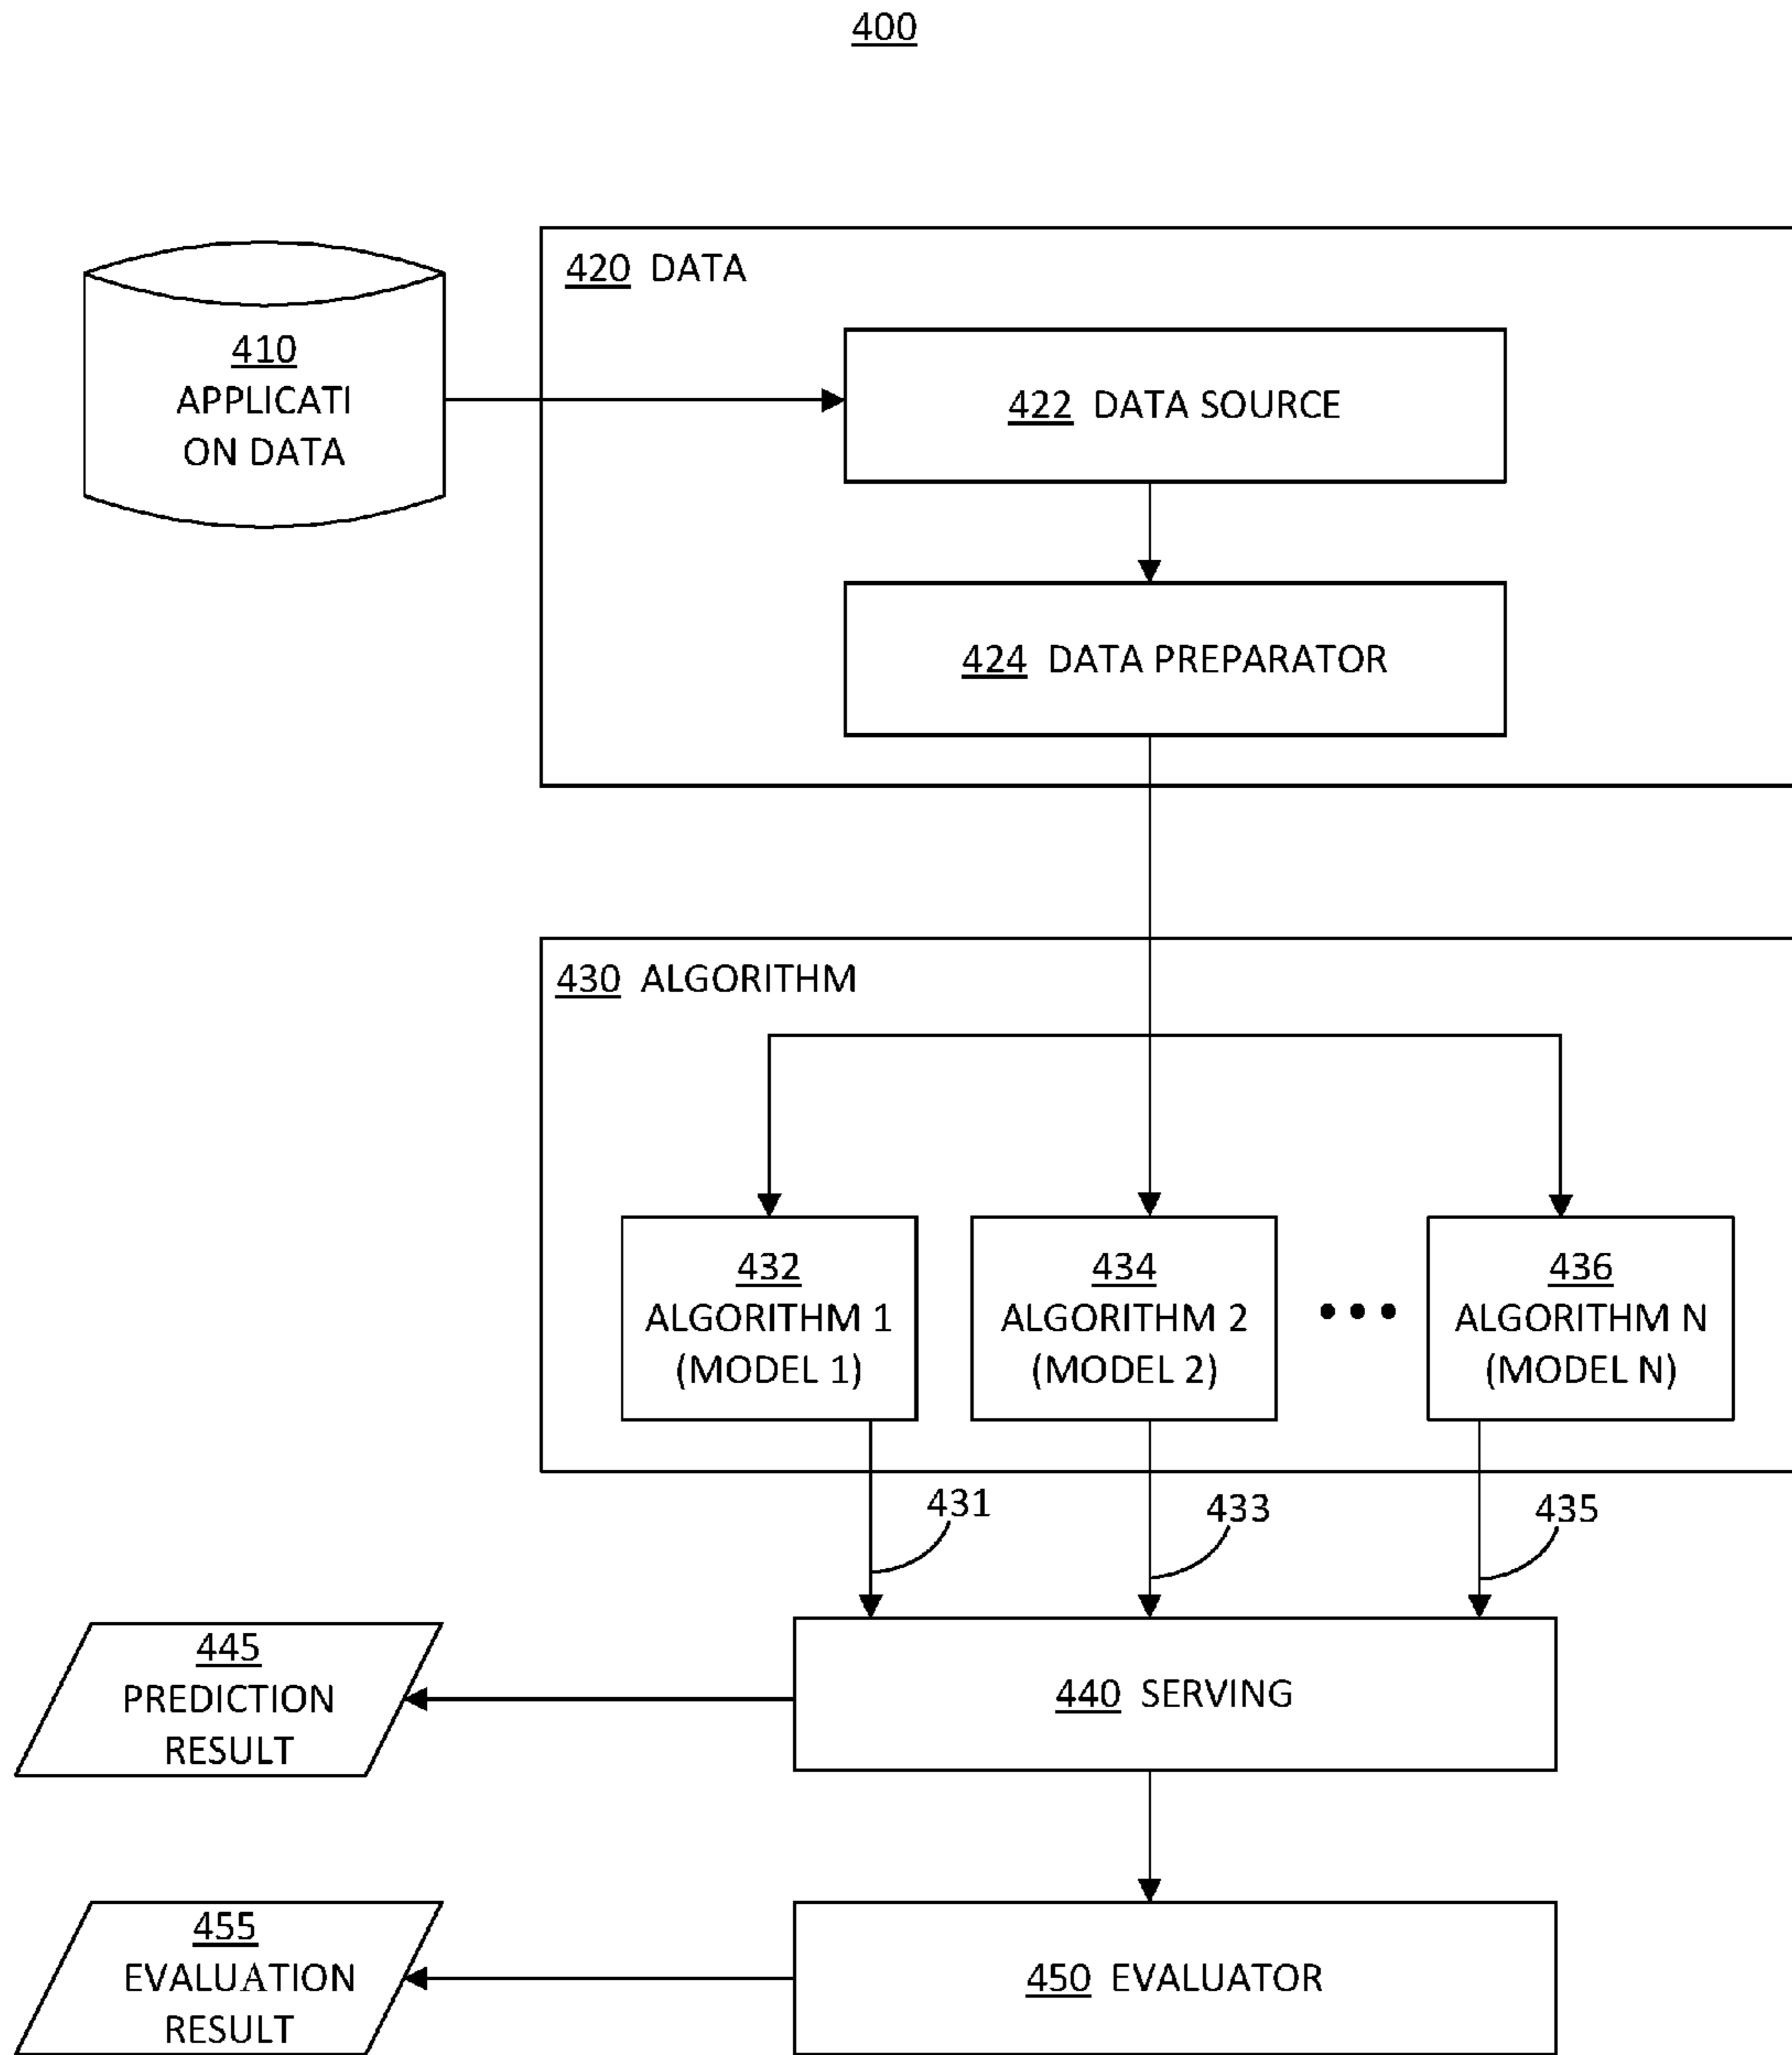 400
420 DATA
410
APPLICATI
ON DATA
422 DATA SOURCE
424 DATA PREPARATOR
430 ALGORITHM
432
ALGORITHM 1
(MODEL 1)
434
ALGORITHM 2
(MODEL 2)
•••
436
ALGORITHM N
(MODEL N)
431
433
435
445
PREDICTION
RESULT
440 SERVING
455
EVALUATION
RESULT
450 EVALUATOR